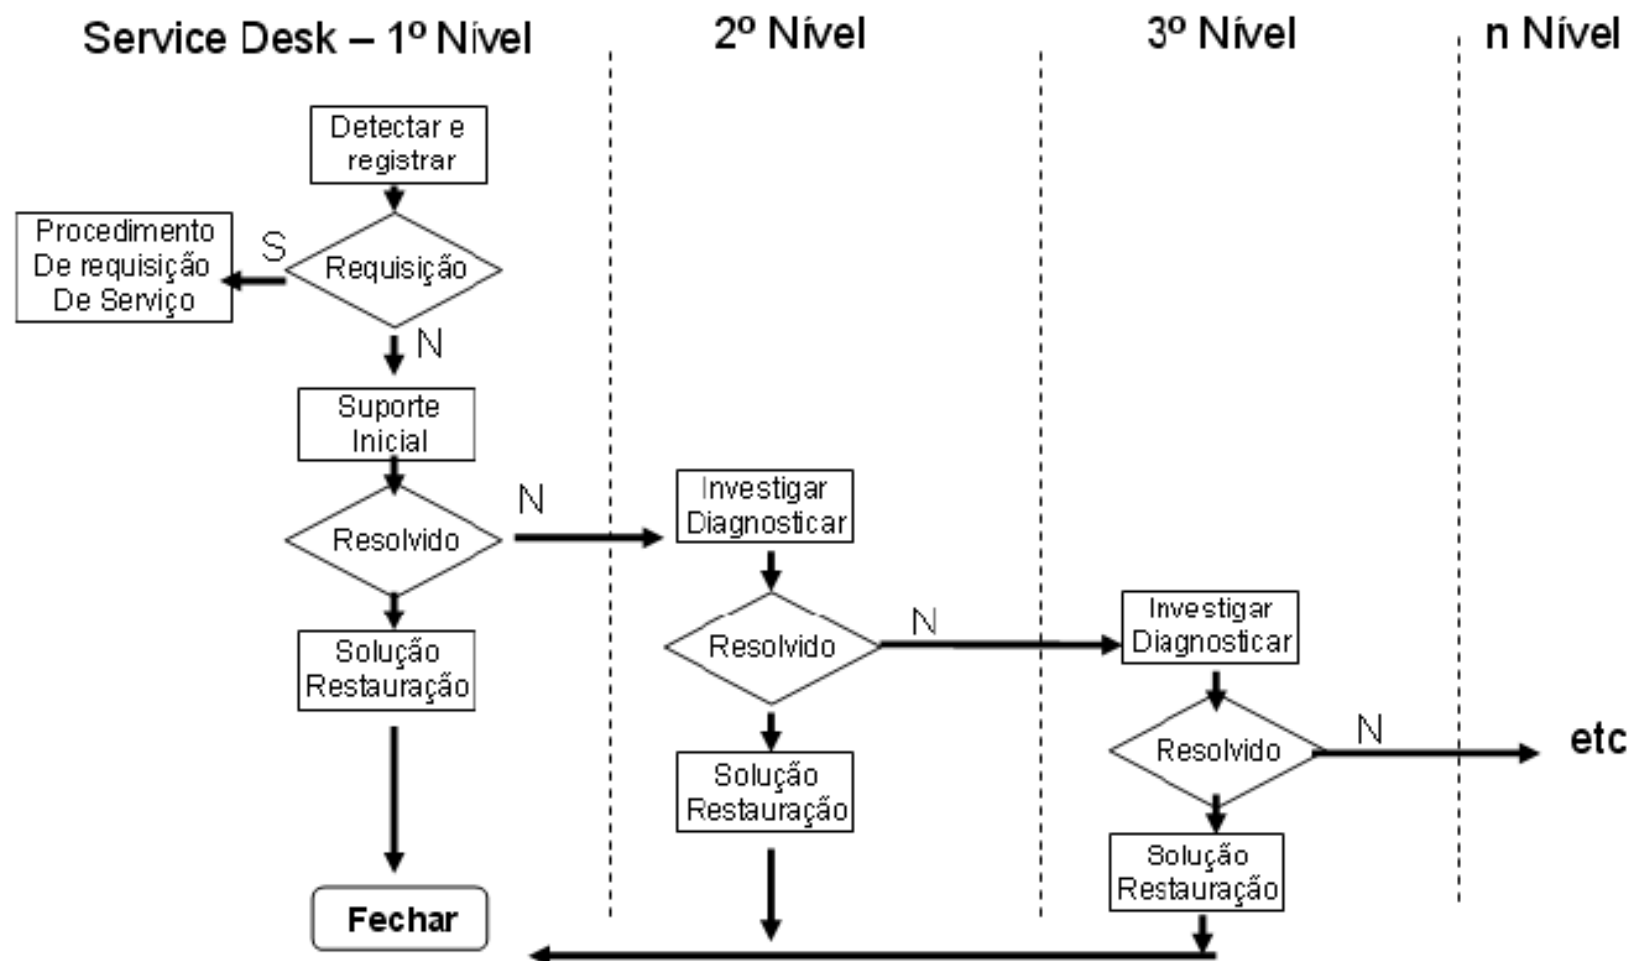 Service Desk – 1º Nível
2º Nível
3º Nível
n Nível
Detectar e
registrar
Procedimento
De requisição
De Serviço
S
Requisição
N
Suporte
Inicial
Resolvido
N
Investigar
Diagnosticar
Solução
Restauração
Resolvido
N
Investigar
Diagnosticar
Solução
Restauração
Resolvido
N
etc
Solução
Restauração
Fechar